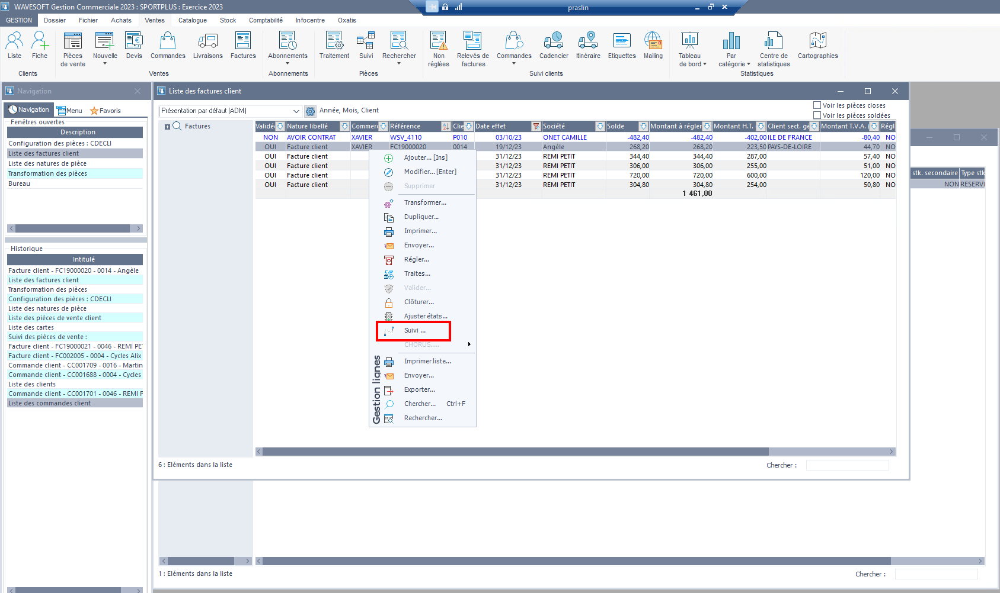 WAVESOFT Gestion Commerciale 2023 : SPORTPLUS : Exercice 2023
praslin
GESTION Dossier Fichier Achats Ventes Catalogue Stock Comptabilité Infocentre Oxatis
Liste Fiche Pièces de vente Nouvelle Devis Commandes Livraisons Factures Abonnements Traitement Suivi Rechercher Non réglées Relevés de factures Commandes Cadencier Itinéraire Etiquettes Mailing Tableau de bord Par catégorie Centre de statistiques Cartographies
Clients Ventes Abonnements Pièces Suivi clients Statistiques
Navigation
Navigation Menu Favoris
Fenêtres ouvertes
Description
Configuration des pièces : CDECLI
Liste des factures client
Liste des natures de pièce
Transformation des pièces
Bureau
Historique
Intitulé
Facture client - FC19000020 - 0014 - Angèle
Liste des factures client
Transformation des pièces
Configuration des pièces : CDECLI
Liste des natures de pièce
Liste des pièces de vente client
Liste des cartes
Suivi des pièces de vente :
Facture client - FC19000021 - 0046 - REMI PE
Facture client - FC002005 - 0004 - Cycles Alix
Commande client - CC001709 - 0016 - Martin
Commande client - CC001688 - 0004 - Cycles
Liste des clients
Commande client - CC001701 - 0046 - REMI P
Liste des commandes client
Liste des factures client
Présentation par défaut (ADM)
Année, Mois, Client
Voir les pièces closes
Voir les pièces soldées
Factures
Validé Nature libellé Commer Référence Clie Date effet Société Solde Montant à régler Montant H.T. Client sect. gé Montant T.V.A. ( Régl
NON AVOIR CONTRAT XAVIER WSV_4110 P010 03/10/23 ONET CAMILLE -482,40 -482,40 -402,00 ILE DE FRANCE -80,40 NO
OUI Facture client XAVIER FC19000020 0014 19/12/23 Angèle 268,20 268,20 223,50 PAYS-DE-LOIRE 44,70 NO
OUI Facture client 31/12/23 REMI PETIT 344,40 344,40 287,00 57,40 NO
OUI Facture client 31/12/23 REMI PETIT 306,00 306,00 255,00 51,00 NO
OUI Facture client 31/12/23 REMI PETIT 720,00 720,00 600,00 120,00 NO
OUI Facture client 31/12/23 REMI PETIT 304,80 304,80 254,00 50,80 NO
1 461,00
Ajouter... [Ins]
Modifier... [Enter]
Supprimer
Transformer...
Dupliquer...
Imprimer...
Envoyer...
Régler...
Traites...
Valider...
Clôturer...
Ajuster états...
Suivi ...
CHORUS.....
Gestion lignes
Imprimer liste...
Envoyer...
Exporter...
Chercher... Ctrl+F
Rechercher...
6 : Eléments dans la liste
Chercher :
stk. secondaire Type stk
NON RESERVI
1 : Eléments dans la liste
Chercher :